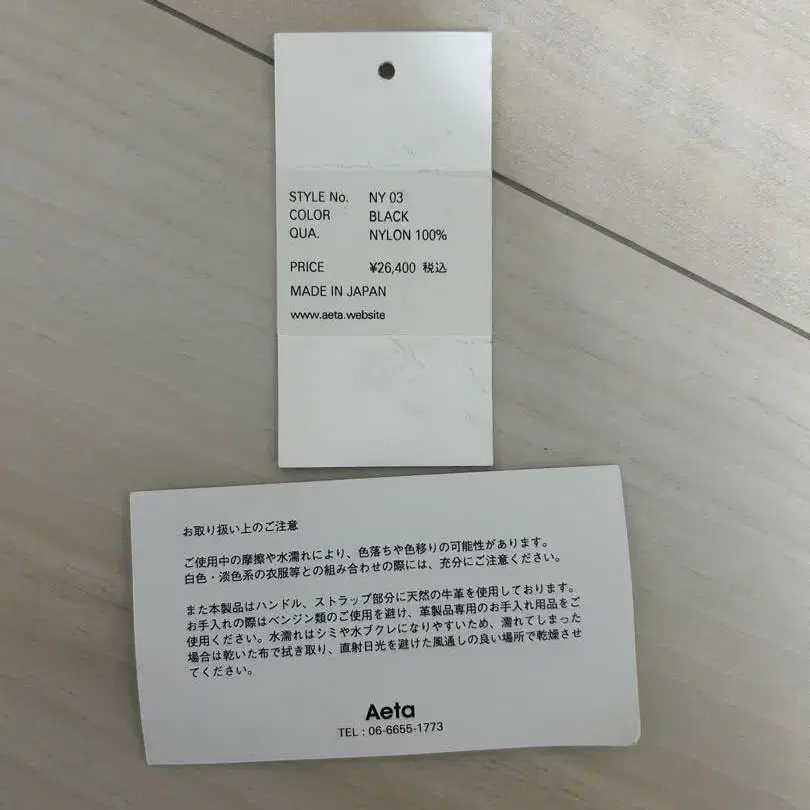 STYLE No. NY 03
COLOR BLACK
QUA. NYLON 100%
PRICE ¥26,400 税込
MADE IN JAPAN
www.aeta.website
お取り扱い上のご注意
ご使用中の摩擦や水濡れにより、色落ちや色移りの可能性があります。
白色・淡色系の衣服等との組み合わせの際には、充分にご注意ください。
また本製品はハンドル、ストラップ部分に天然の牛革を使用しております。
お手入れの際はベンジン類のご使用を避け、革製品専用のお手入れ用品をご
使用ください。水濡れはシミや水ブクレになりやすいため、濡れてしまった
場合は乾いた布で拭き取り、直射日光を避けた風通しの良い場所で乾燥させ
てください。
Aeta
TEL : 06-6655-1773